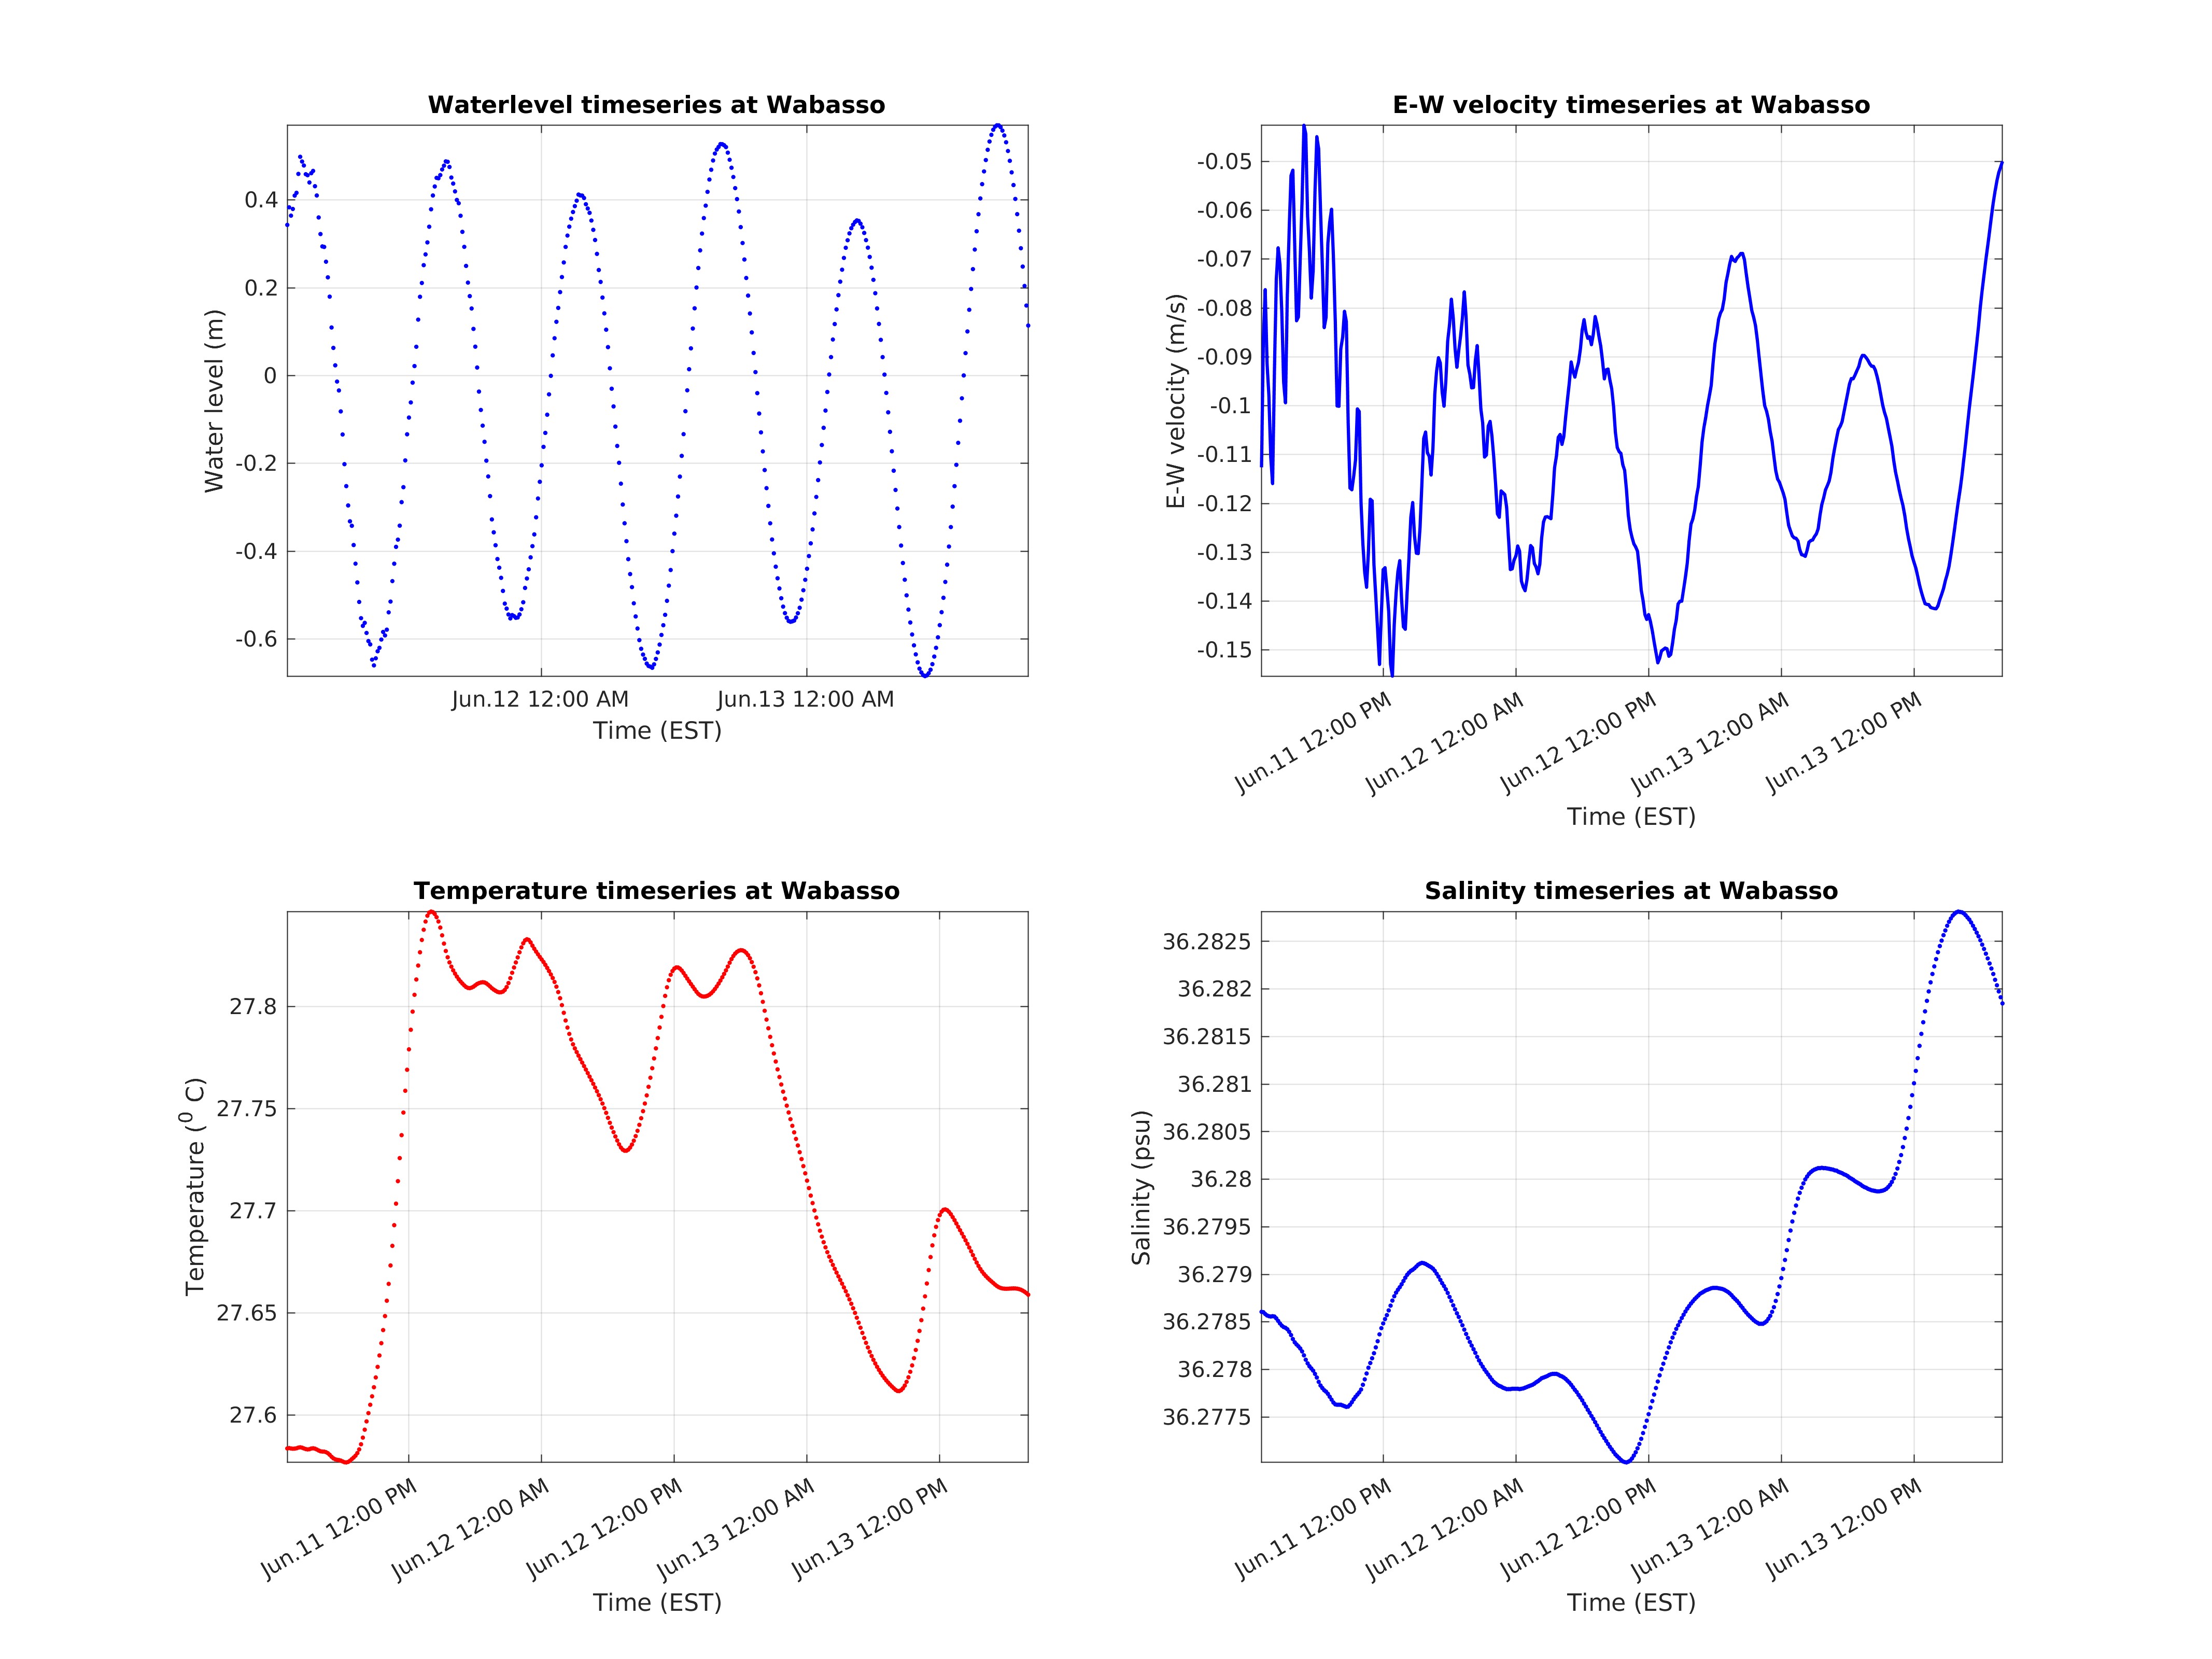 Waterlevel timeseries at Wabasso
Water level (m)
0.4
0.2
0
-0.2
-0.4
-0.6
Jun.12 12:00 AM
Jun.13 12:00 AM
Time (EST)
E-W velocity timeseries at Wabasso
E-W velocity (m/s)
-0.05
-0.06
-0.07
-0.08
-0.09
-0.1
-0.11
-0.12
-0.13
-0.14
-0.15
Jun.11 12:00 PM
Jun.12 12:00 AM
Jun.12 12:00 PM
Jun.13 12:00 AM
Jun.13 12:00 PM
Time (EST)
Temperature timeseries at Wabasso
Temperature (⁰ C)
27.8
27.75
27.7
27.65
27.6
Jun.11 12:00 PM
Jun.12 12:00 AM
Jun.12 12:00 PM
Jun.13 12:00 AM
Jun.13 12:00 PM
Time (EST)
Salinity timeseries at Wabasso
Salinity (psu)
36.2825
36.282
36.2815
36.281
36.2805
36.28
36.2795
36.279
36.2785
36.278
36.2775
Jun.11 12:00 PM
Jun.12 12:00 AM
Jun.12 12:00 PM
Jun.13 12:00 AM
Jun.13 12:00 PM
Time (EST)